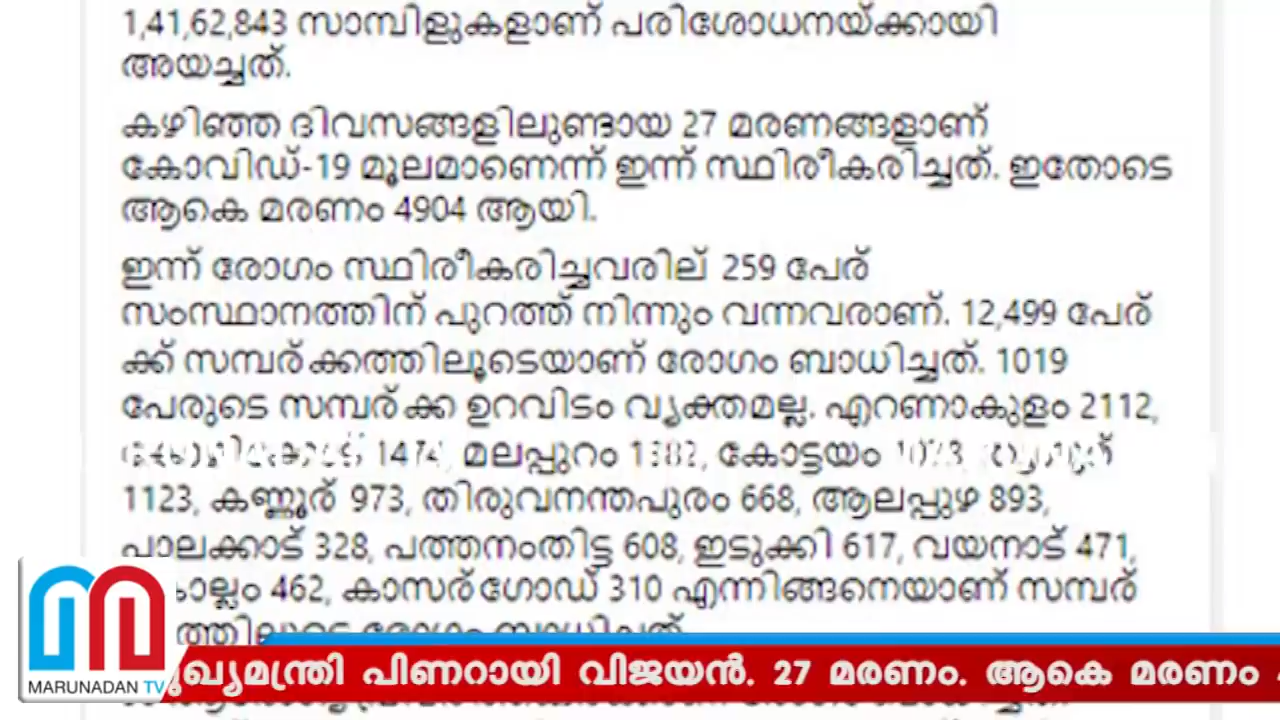 1,41,62,843 സാമ്പിളുകളാണ് പരിശോധനയ്ക്കായി
അയച്ചത്.
കഴിഞ്ഞ ദിവസങ്ങളിലുണ്ടായ 27 മരണങ്ങളാണ്
കോവിഡ്-19 മൂലമാണെന്ന് ഇന്ന് സ്ഥിരീകരിച്ചത്. ഇതോടെ
ആകെ മരണം 4904 ആയി.
ഇന്ന് രോഗം സ്ഥിരീകരിച്ചവരില് 259 പേര്
സംസ്ഥാനത്തിന് പുറത്ത് നിന്നും വന്നവരാണ്. 12,499 പേര്
ക്ക് സമ്പര്ക്കത്തിലൂടെയാണ് രോഗം ബാധിച്ചത്. 1019
പേരുടെ സമ്പര്ക്ക ഉറവിടം വ്യക്തമല്ല. എറണാകുളം 2112,
മലപ്പുറം കോട്ടയം
1123, കണ്ണൂര് 973, തിരുവനന്തപുരം 668, ആലപ്പുഴ 893,
പാലക്കാട് 328, പത്തനംതിട്ട 608, ഇടുക്കി 617, വയനാട് 471,
462, കാസര്ഗോഡ് 310 എന്നിങ്ങനെയാണ് സമ്പര്
MARUNADAN TV
പിണറായി വിജയൻ. 27 മരണം. ആകെ മരണം